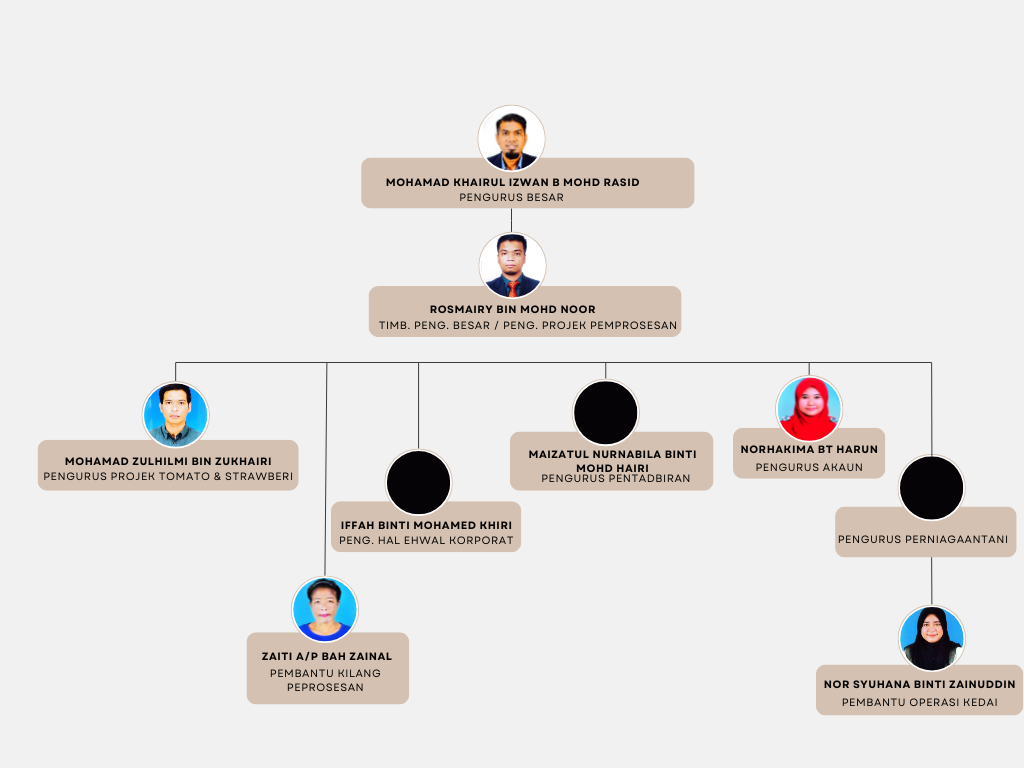 MOHAMAD KHAIRUL IZWAN B MOHD RASID
PENGURUS BESAR
ROSMAIRY BIN MOHD NOOR
TIMB. PENG. BESAR / PENG. PROJEK PEMPROSESAN
MOHAMAD ZULHILMI BIN ZUKHAIRI
PENGURUS PROJEK TOMATO & STRAWBERI
IFFAH BINTI MOHAMED KHIRI
PENG. HAL EHWAL KORPORAT
MAIZATUL NURNABILA BINTI
MOHD HAIRI
PENGURUS PENTADBIRAN
NORHAKIMA BT HARUN
PENGURUS AKAUN
PENGURUS PERNIAGAANTANI
ZAITI A/P BAH ZAINAL
PEMBANTU KILANG
PEPROSESAN
NOR SYUHANA BINTI ZAINUDDIN
PEMBANTU OPERASI KEDAI